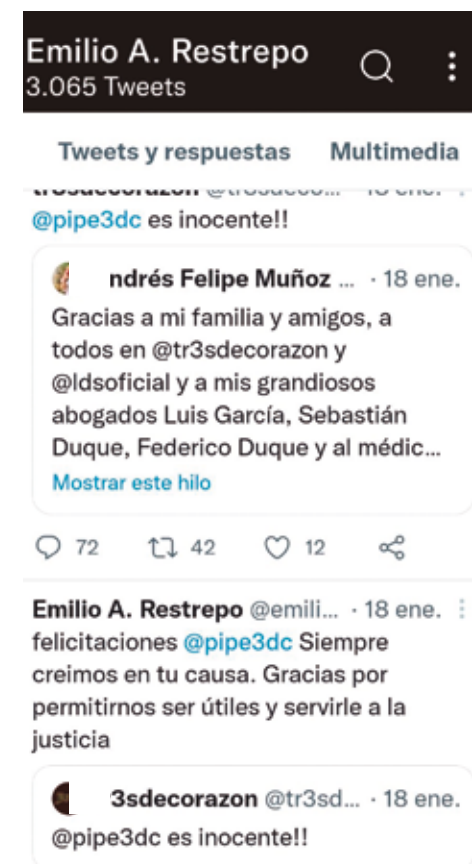 Emilio A. Restrepo
3.065 Tweets
Tweets y respuestas Multimedia
@pipe3dc es inocente!!
ndrés Felipe Muñoz ... · 18 ene.
Gracias a mi familia y amigos, a
todos en @tr3sdecorazon y
@ldsoficial y a mis grandiosos
abogados Luis García, Sebastián
Duque, Federico Duque y al médic...
Mostrar este hilo
72 42 12
Emilio A. Restrepo @emili... · 18 ene.
felicitaciones @pipe3dc Siempre
creimos en tu causa. Gracias por
permitirnos ser útiles y servirle a la
justicia
3sdecorazon @tr3sd... · 18 ene.
@pipe3dc es inocente!!